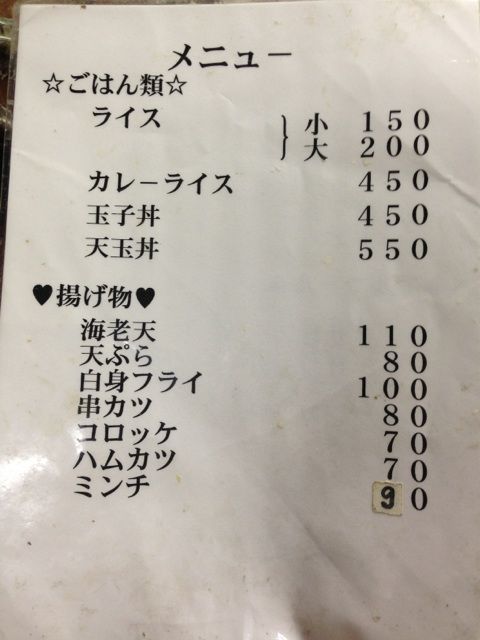 メニュー
☆ごはん類☆
ライス } 小 150
大 200
カレーライス 450
玉子丼 450
天玉丼 550
♥揚げ物♥
海老天 110
天ぷら 80
白身フライ 100
串カツ 80
コロッケ 70
ハムカツ 70
ミンチ 90